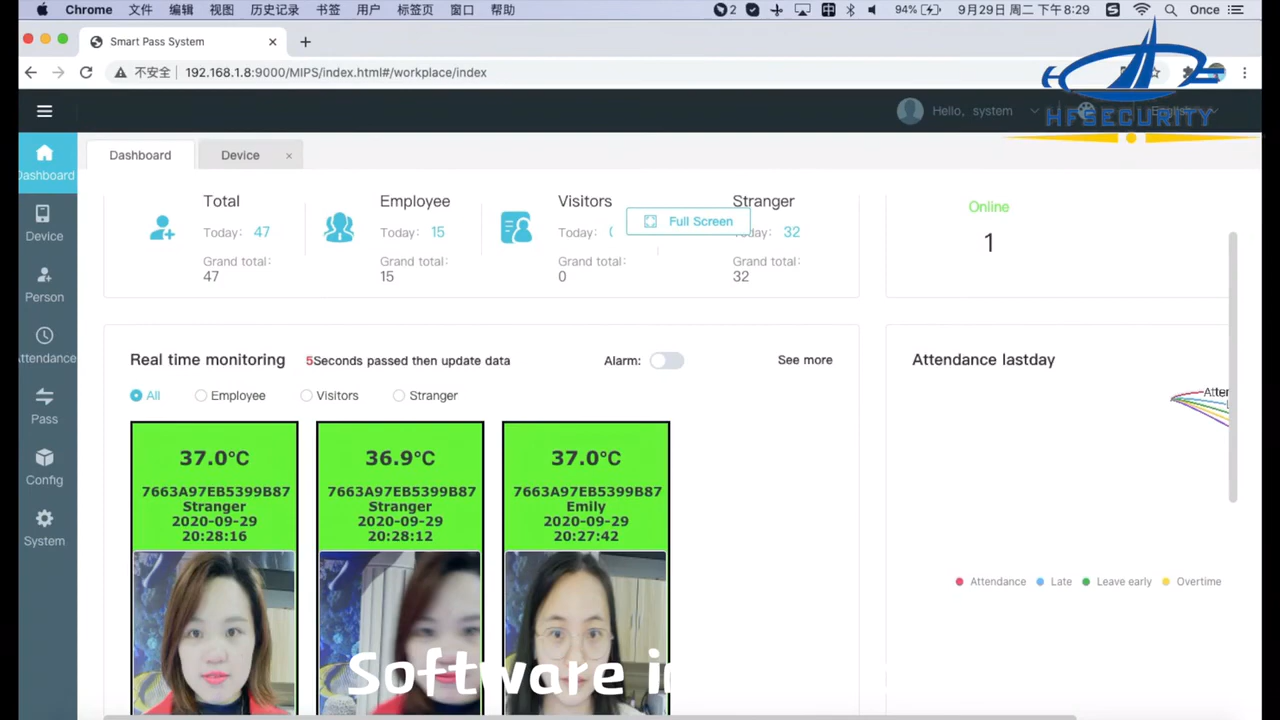 Chrome 文件 编辑 视图 历史记录 书签 用户 标签页 窗口 帮助 2 94% 9月29日 周二 下午8:29 Once
Smart Pass System
不安全 192.168.1.8:9000/MIPS/index.html#/workplace/index
Hello, system
HFSECURITY
Dashboard Device
Dashboard
Device
Person
Attendance
Pass
Config
System
Total Employee Visitors Stranger
Today: 47 Today: 15 Today: Full Screen 32
Grand total: Grand total: Grand total: Grand total:
47 15 0 32
Online
1
Real time monitoring 5Seconds passed then update data Alarm: See more
All Employee Visitors Stranger
37.0°C 36.9°C 37.0°C
7663A97EB5399B87 7663A97EB5399B87 7663A97EB5399B87
Stranger Stranger Emily
2020-09-29 2020-09-29 2020-09-29
20:28:16 20:28:12 20:27:42
Attendance lastday
Atter
Attendance Late Leave early Overtime
Software in